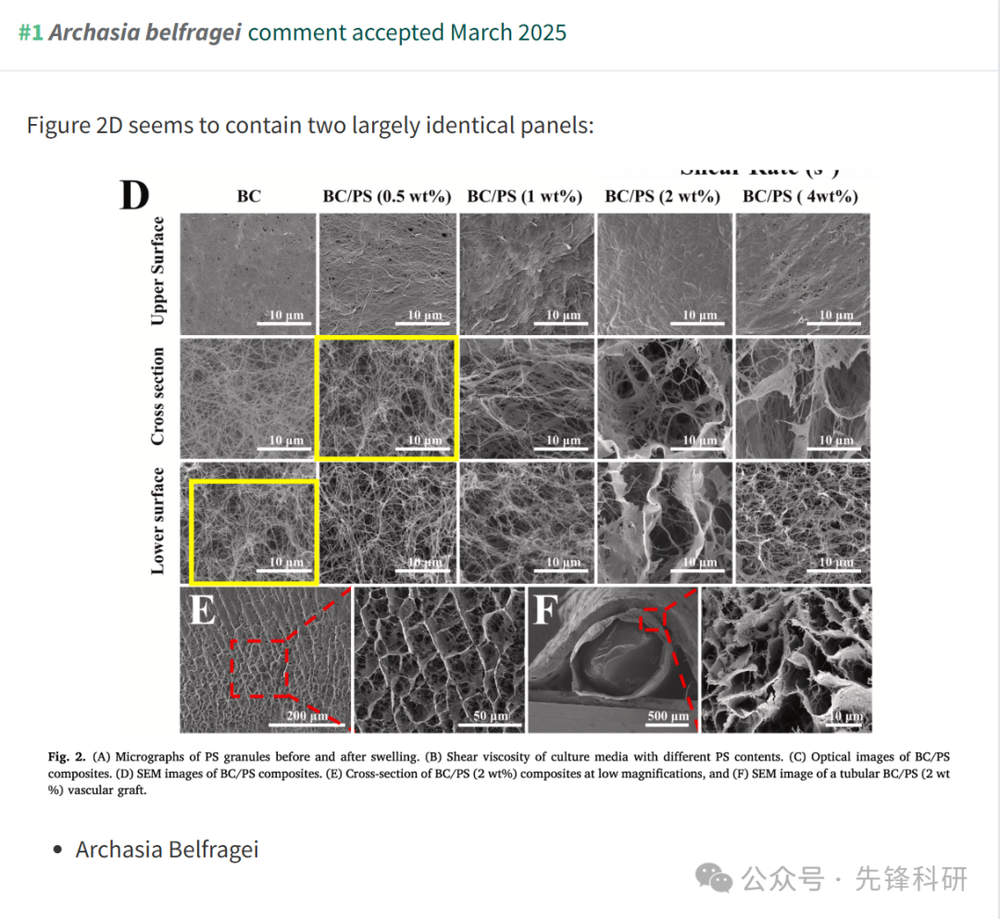 #1 Archasia belfragei comment accepted March 2025
Figure 2D seems to contain two largely identical panels:
Shear Rate (s⁻¹)
D
BC BC/PS (0.5 wt%) BC/PS (1 wt%) BC/PS (2 wt%) BC/PS ( 4wt%)
Upper Surface
10 μm 10 μm 10 μm 10 μm 10 μm
Cross section
10 μm 10 μm 10 μm 10 μm 10 μm
Lower surface
10 μm 10 μm 10 μm 10 μm 10 μm
E F
200 μm 50 μm 500 μm 10 μm
Fig. 2. (A) Micrographs of PS granules before and after swelling. (B) Shear viscosity of culture media with different PS contents. (C) Optical images of BC/PS
composites. (D) SEM images of BC/PS composites. (E) Cross-section of BC/PS (2 wt%) composites at low magnifications, and (F) SEM image of a tubular BC/PS (2 wt
%) vascular graft.
• Archasia Belfragei
公众号 · 先锋科研